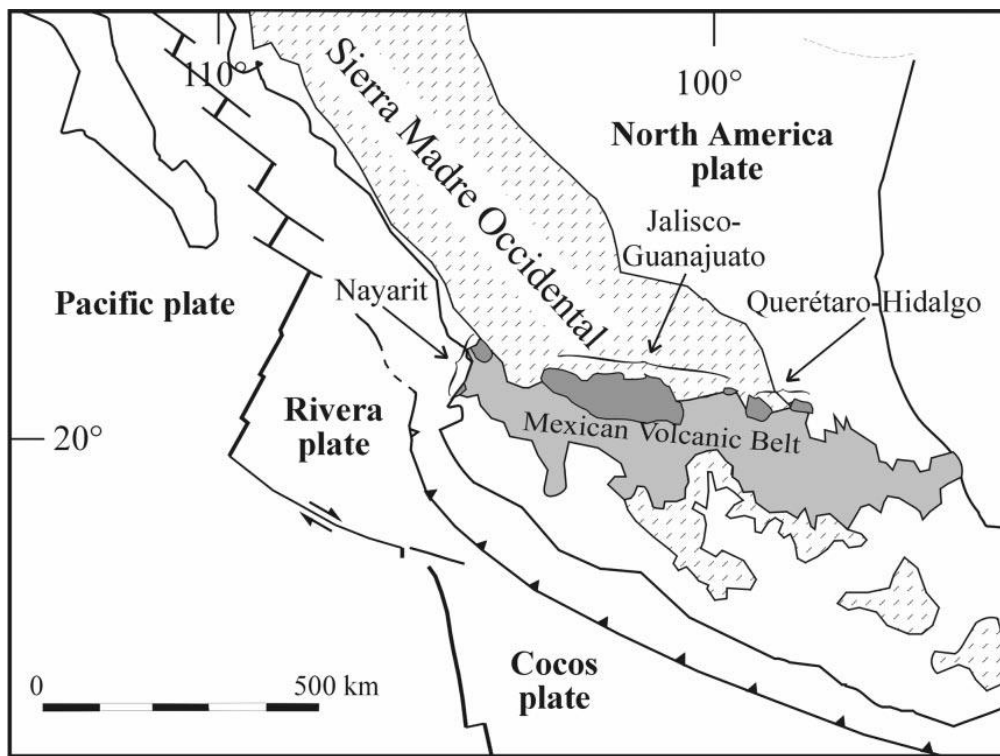 110°
100°
Sierra Madre Occidental
North America
plate
Jalisco-
Guanajuato
Nayarit
Querétaro-Hidalgo
Pacific plate
Rivera
plate
Mexican Volcanic Belt
20°
Cocos
plate
0 500 km